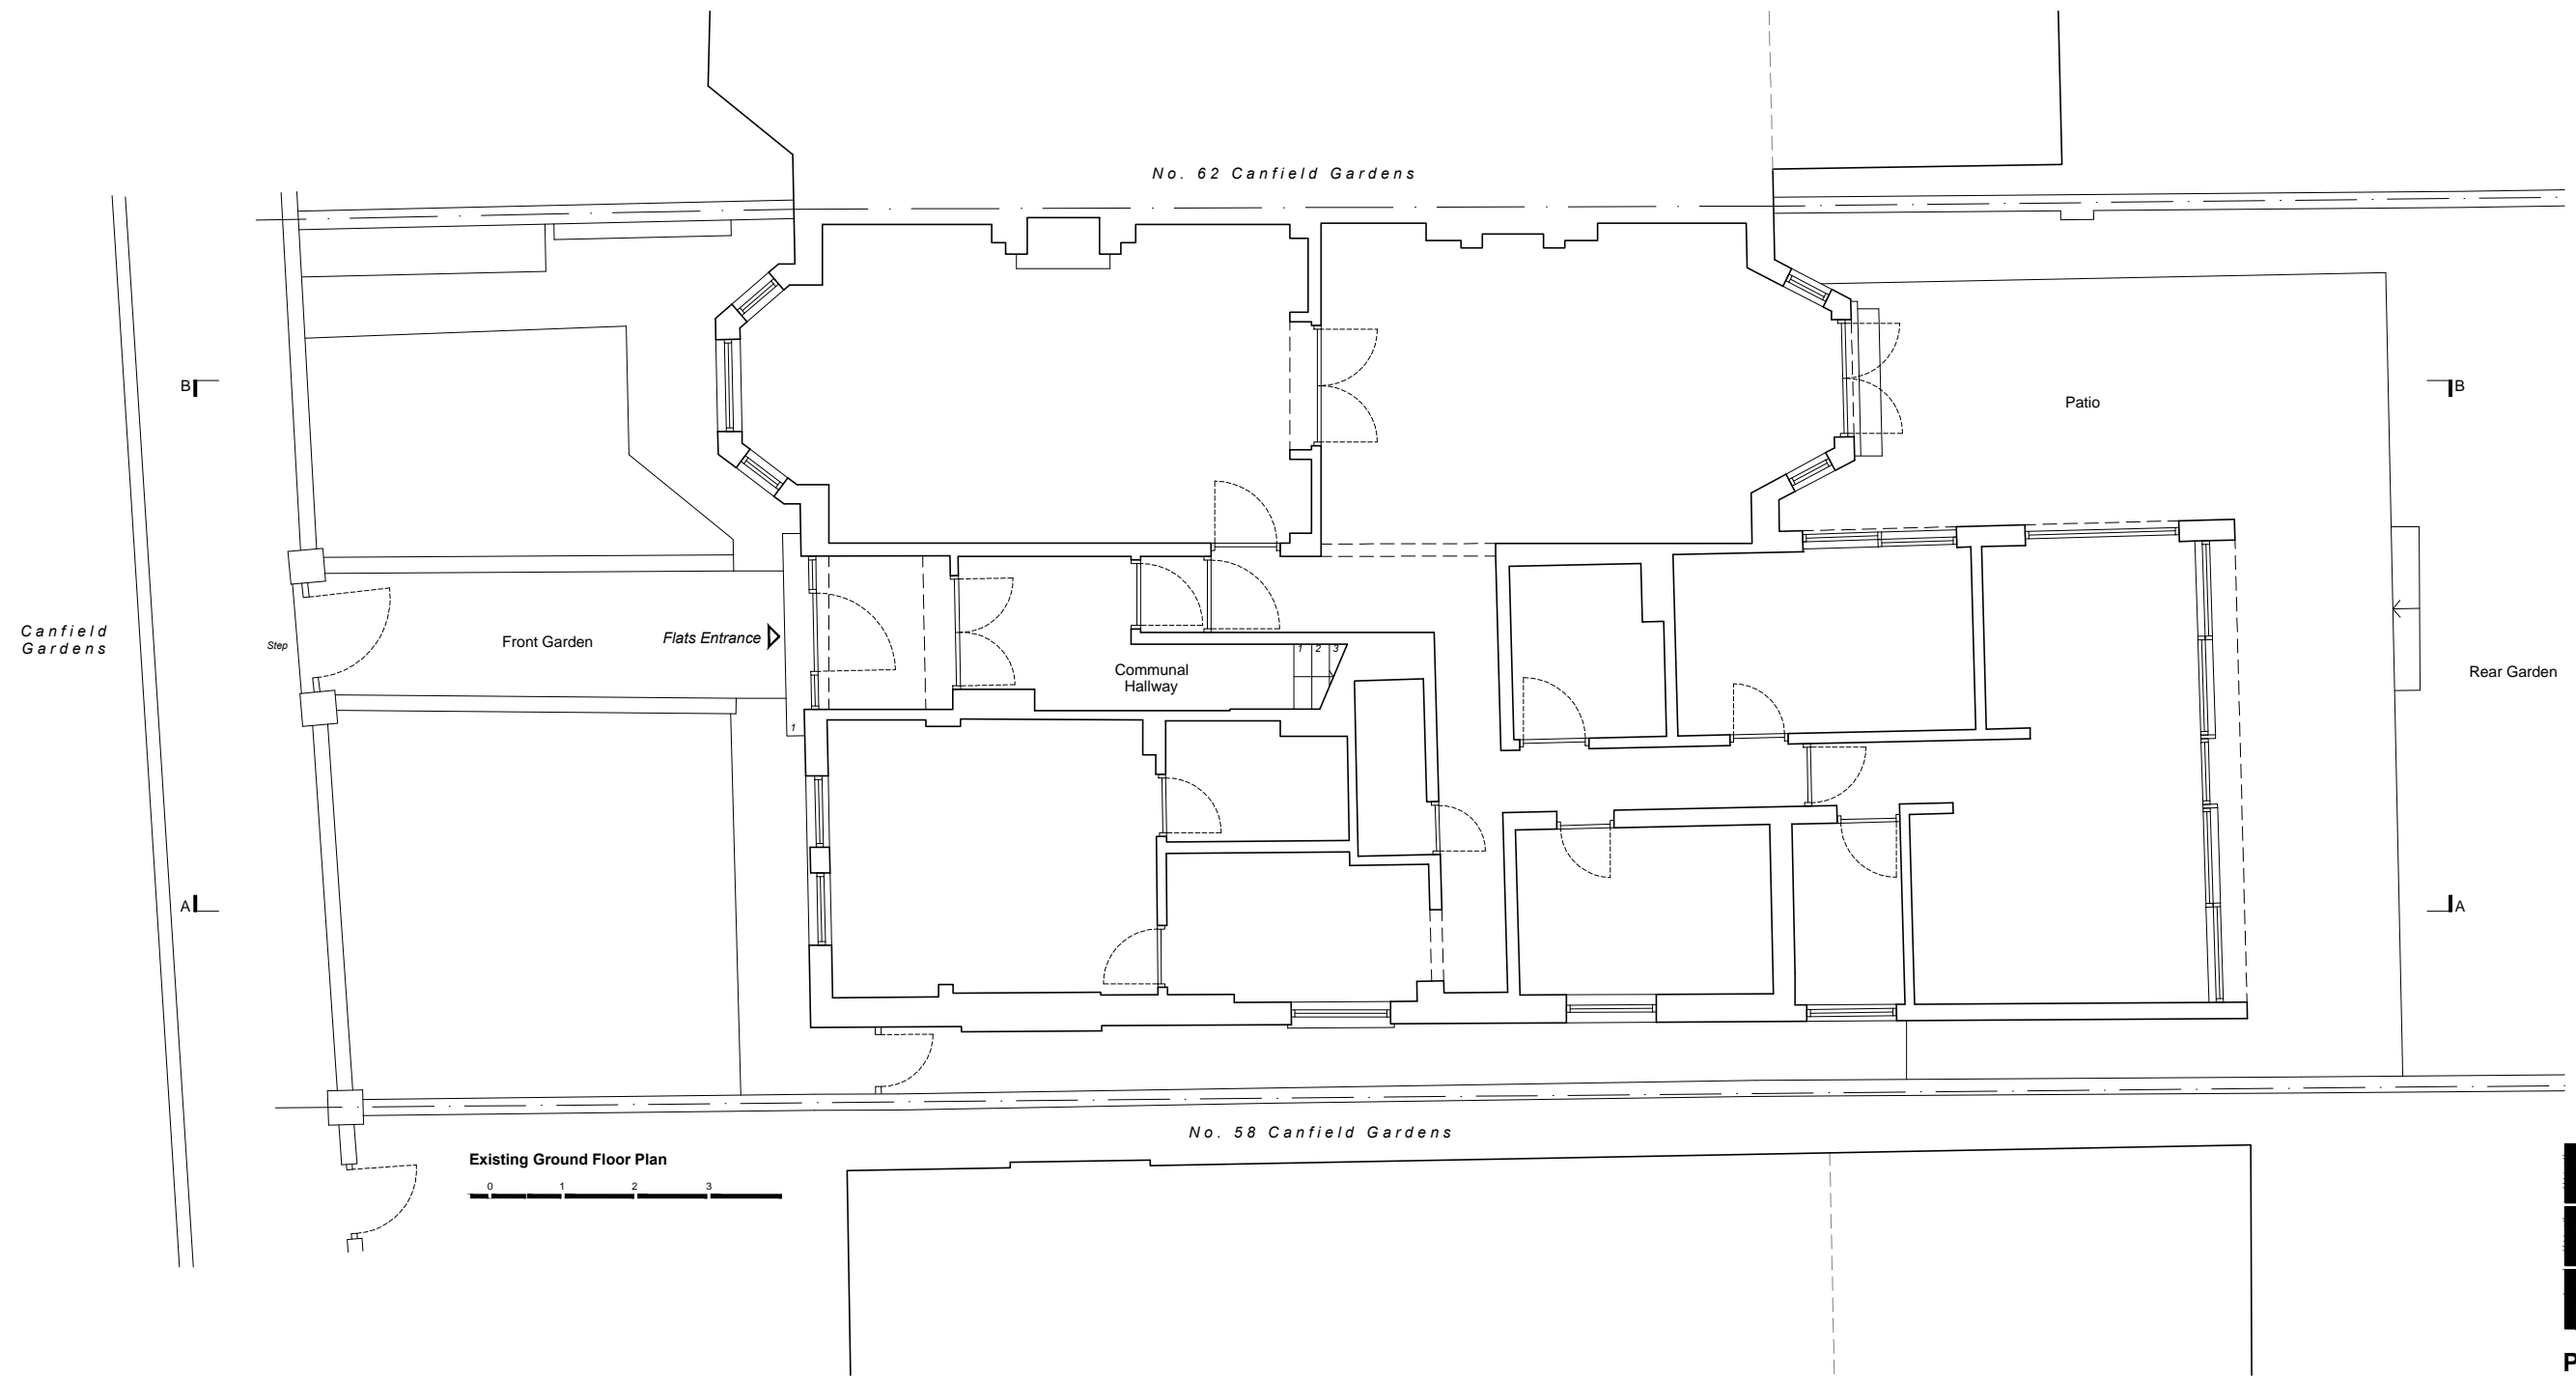 No. 62 Canfield Gardens
B
B
Patio
Canfield
Gardens
Step
Front Garden
Flats Entrance
Communal
Hallway
1 2 3
Rear Garden
1
A
A
No. 58 Canfield Gardens
Existing Ground Floor Plan
0 1 2 3
P